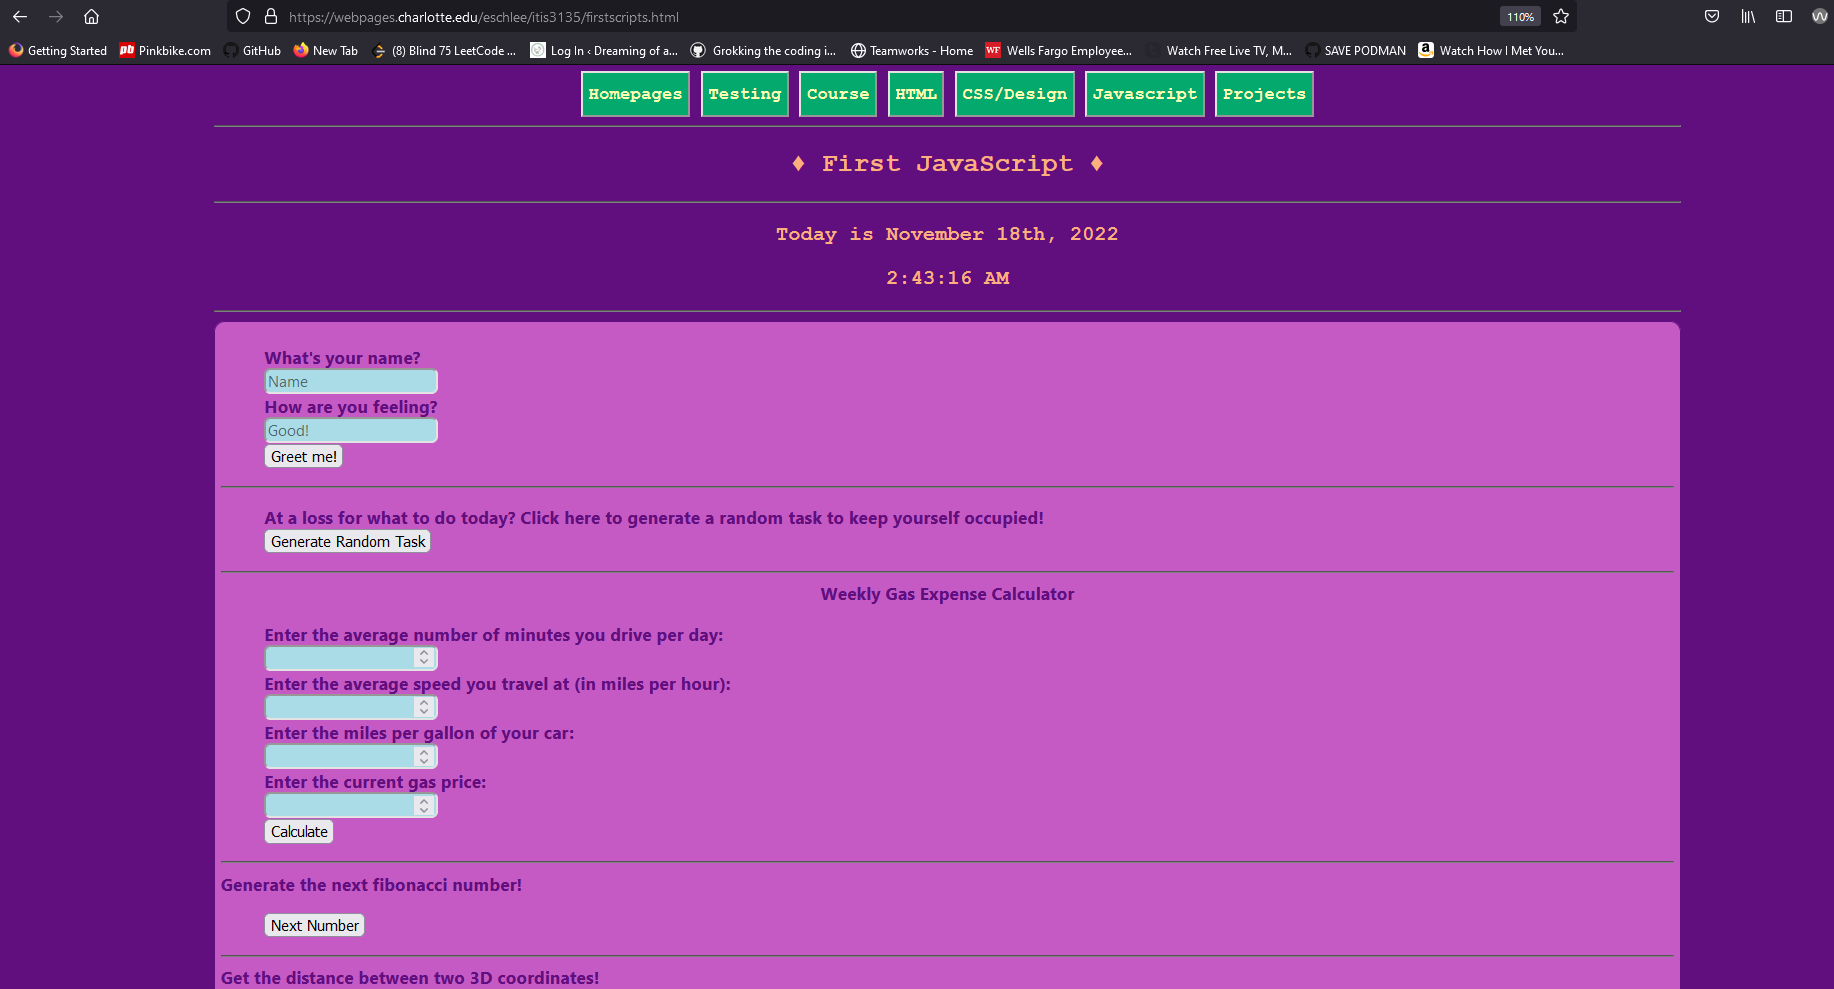 https://webpages.charlotte.edu/eschlee/itis3135/firstscripts.html 110%
Getting Started Pinkbike.com GitHub New Tab (8) Blind 75 LeetCode ... Log In ‹ Dreaming of a... Grokking the coding i... Teamworks - Home WF Wells Fargo Employee... Watch Free Live TV, M... SAVE PODMAN Watch How I Met You...
Homepages Testing Course HTML CSS/Design Javascript Projects
♦ First JavaScript ♦
Today is November 18th, 2022
2:43:16 AM
What's your name?
Name
How are you feeling?
Good!
Greet me!
At a loss for what to do today? Click here to generate a random task to keep yourself occupied!
Generate Random Task
Weekly Gas Expense Calculator
Enter the average number of minutes you drive per day:
Enter the average speed you travel at (in miles per hour):
Enter the miles per gallon of your car:
Enter the current gas price:
Calculate
Generate the next fibonacci number!
Next Number
Get the distance between two 3D coordinates!